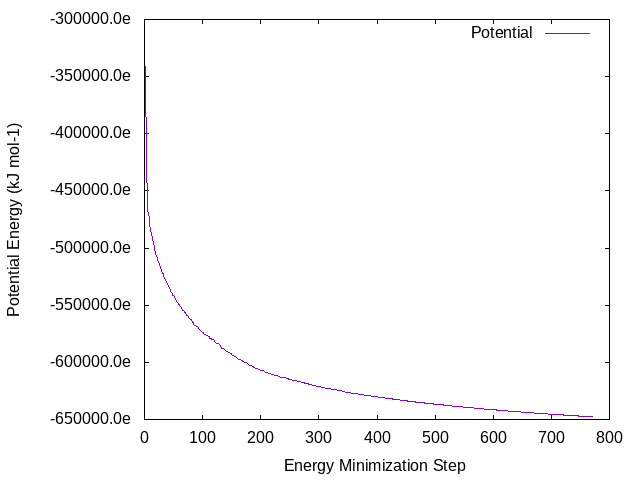 -300000.0e
Potential
-350000.0e
-400000.0e
-450000.0e
-500000.0e
-550000.0e
-600000.0e
-650000.0e
Potential Energy (kJ mol-1)
0 100 200 300 400 500 600 700 800
Energy Minimization Step